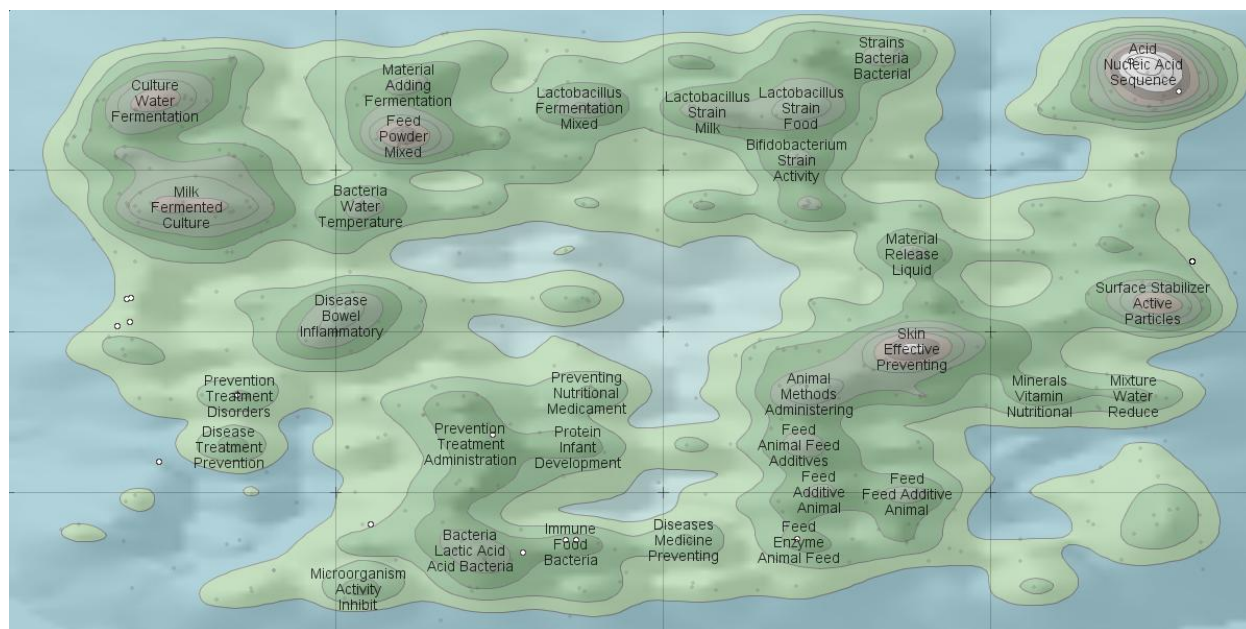 Strains
Bacteria
Bacterial
Acid
Nucleic Acid
Sequence
Culture
Water
Fermentation
Material
Adding
Fermentation
Feed
Powder
Mixed
Lactobacillus
Fermentation
Mixed
Lactobacillus
Strain
Milk
Lactobacillus
Strain
Food
Bifidobacterium
Strain
Activity
Milk
Fermented
Culture
Bacteria
Water
Temperature
Material
Release
Liquid
Disease
Bowel
Inflammatory
Surface Stabilizer
Active
Particles
Skin
Effective
Preventing
Prevention
Treatment
Disorders
Preventing
Nutritional
Medicament
Animal
Methods
Administering
Minerals
Vitamin
Nutritional
Mixture
Water
Reduce
Disease
Treatment
Prevention
Prevention
Treatment
Administration
Protein
Infant
Development
Feed
Animal Feed
Additives
Feed
Additive
Animal
Feed
Feed Additive
Animal
Bacteria
Lactic Acid
Acid Bacteria
Immune
Food
Bacteria
Diseases
Medicine
Preventing
Feed
Enzyme
Animal Feed
Microorganism
Activity
Inhibit